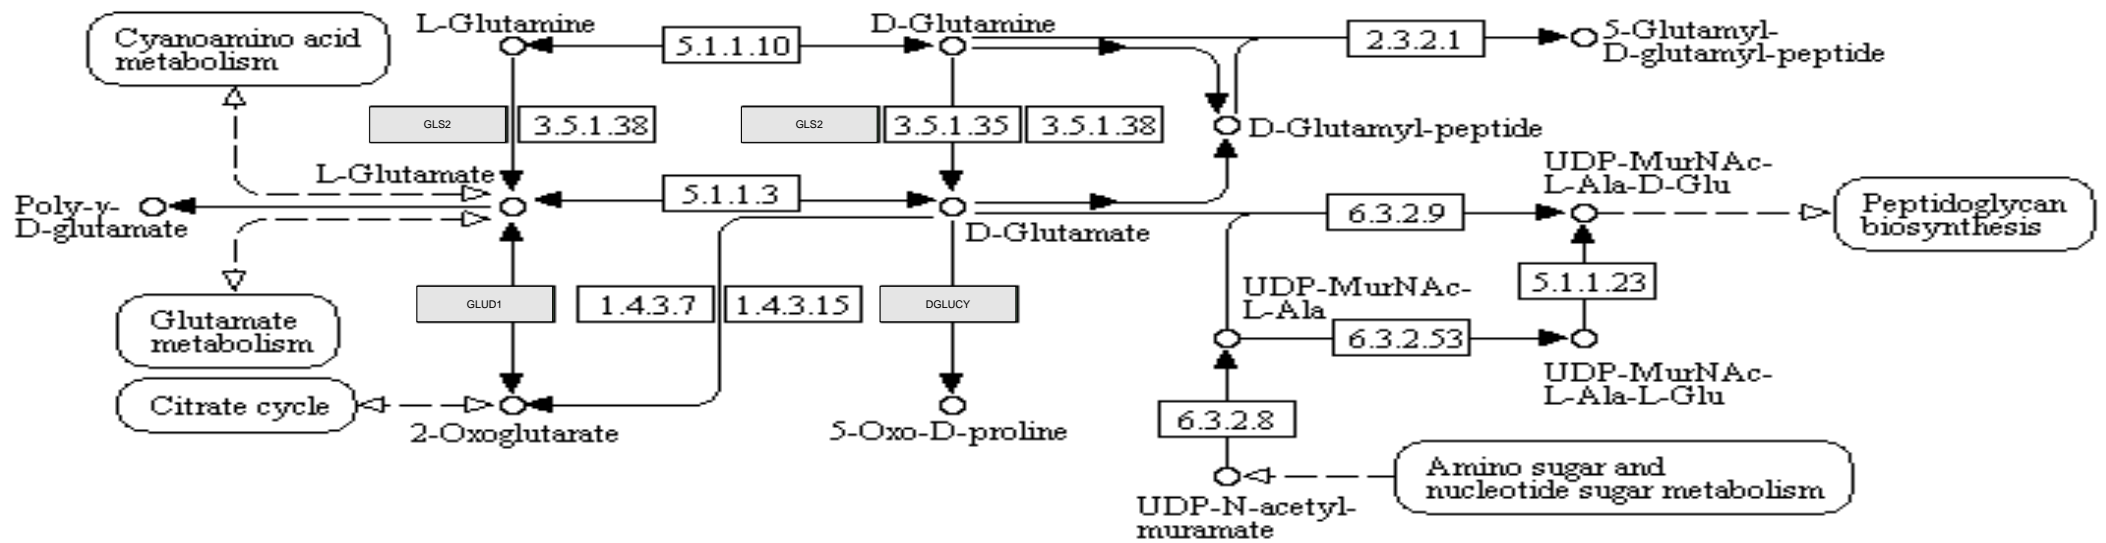 L-Glutamine
D-Glutamine
Cyanoamino acid
metabolism
5.1.1.10
2.3.2.1
5-Glutamyl-
D-glutamyl-peptide
GLS2
3.5.1.38
GLS2
3.5.1.35
3.5.1.38
D-Glutamyl-peptide
L-Glutamate
5.1.1.3
UDP-MurNAc-
L-Ala-D-Glu
Poly-γ-
D-glutamate
D-Glutamate
6.3.2.9
Peptidoglycan
biosynthesis
GLUD1
1.4.3.7
1.4.3.15
DGLUCY
UDP-MurNAc-
L-Ala
5.1.1.23
Glutamate
metabolism
6.3.2.53
UDP-MurNAc-
L-Ala-L-Glu
Citrate cycle
2-Oxoglutarate
5-Oxo-D-proline
6.3.2.8
Amino sugar and
nucleotide sugar metabolism
UDP-N-acetyl-
muramate